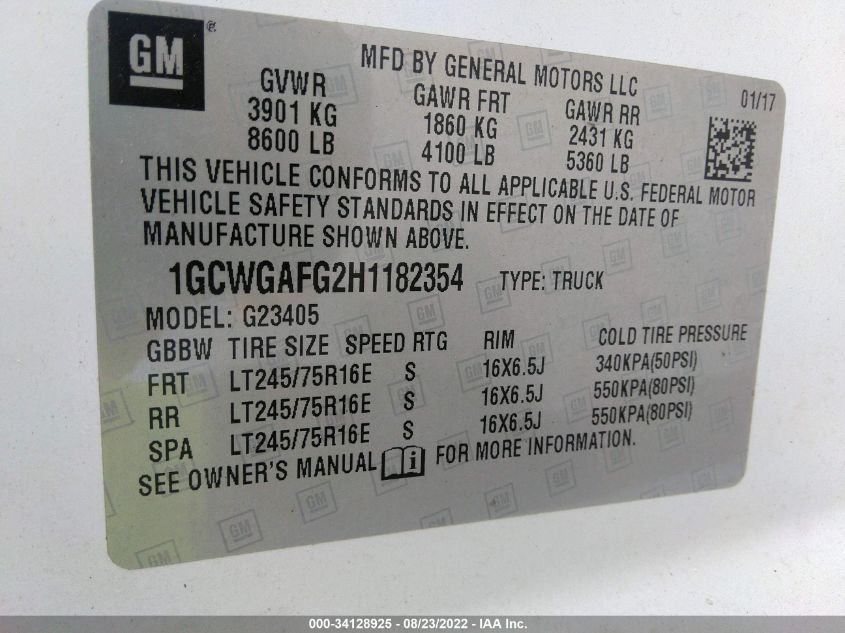 GM ®
MFD BY GENERAL MOTORS LLC
01/17
GVWR GAWR FRT GAWR RR
3901 KG 1860 KG 2431 KG
8600 LB 4100 LB 5360 LB
THIS VEHICLE CONFORMS TO ALL APPLICABLE U.S. FEDERAL MOTOR
VEHICLE SAFETY STANDARDS IN EFFECT ON THE DATE OF
MANUFACTURE SHOWN ABOVE.
1GCWGAFG2H1182354 TYPE: TRUCK
MODEL: G23405
GBBW TIRE SIZE SPEED RTG RIM COLD TIRE PRESSURE
FRT LT245/75R16E S 16X6.5J 340KPA(50PSI)
RR LT245/75R16E S 16X6.5J 550KPA(80PSI)
SPA LT245/75R16E S 16X6.5J 550KPA(80PSI)
SEE OWNER'S MANUAL i FOR MORE INFORMATION.
000-34128925 - 08/23/2022 - IAA Inc.